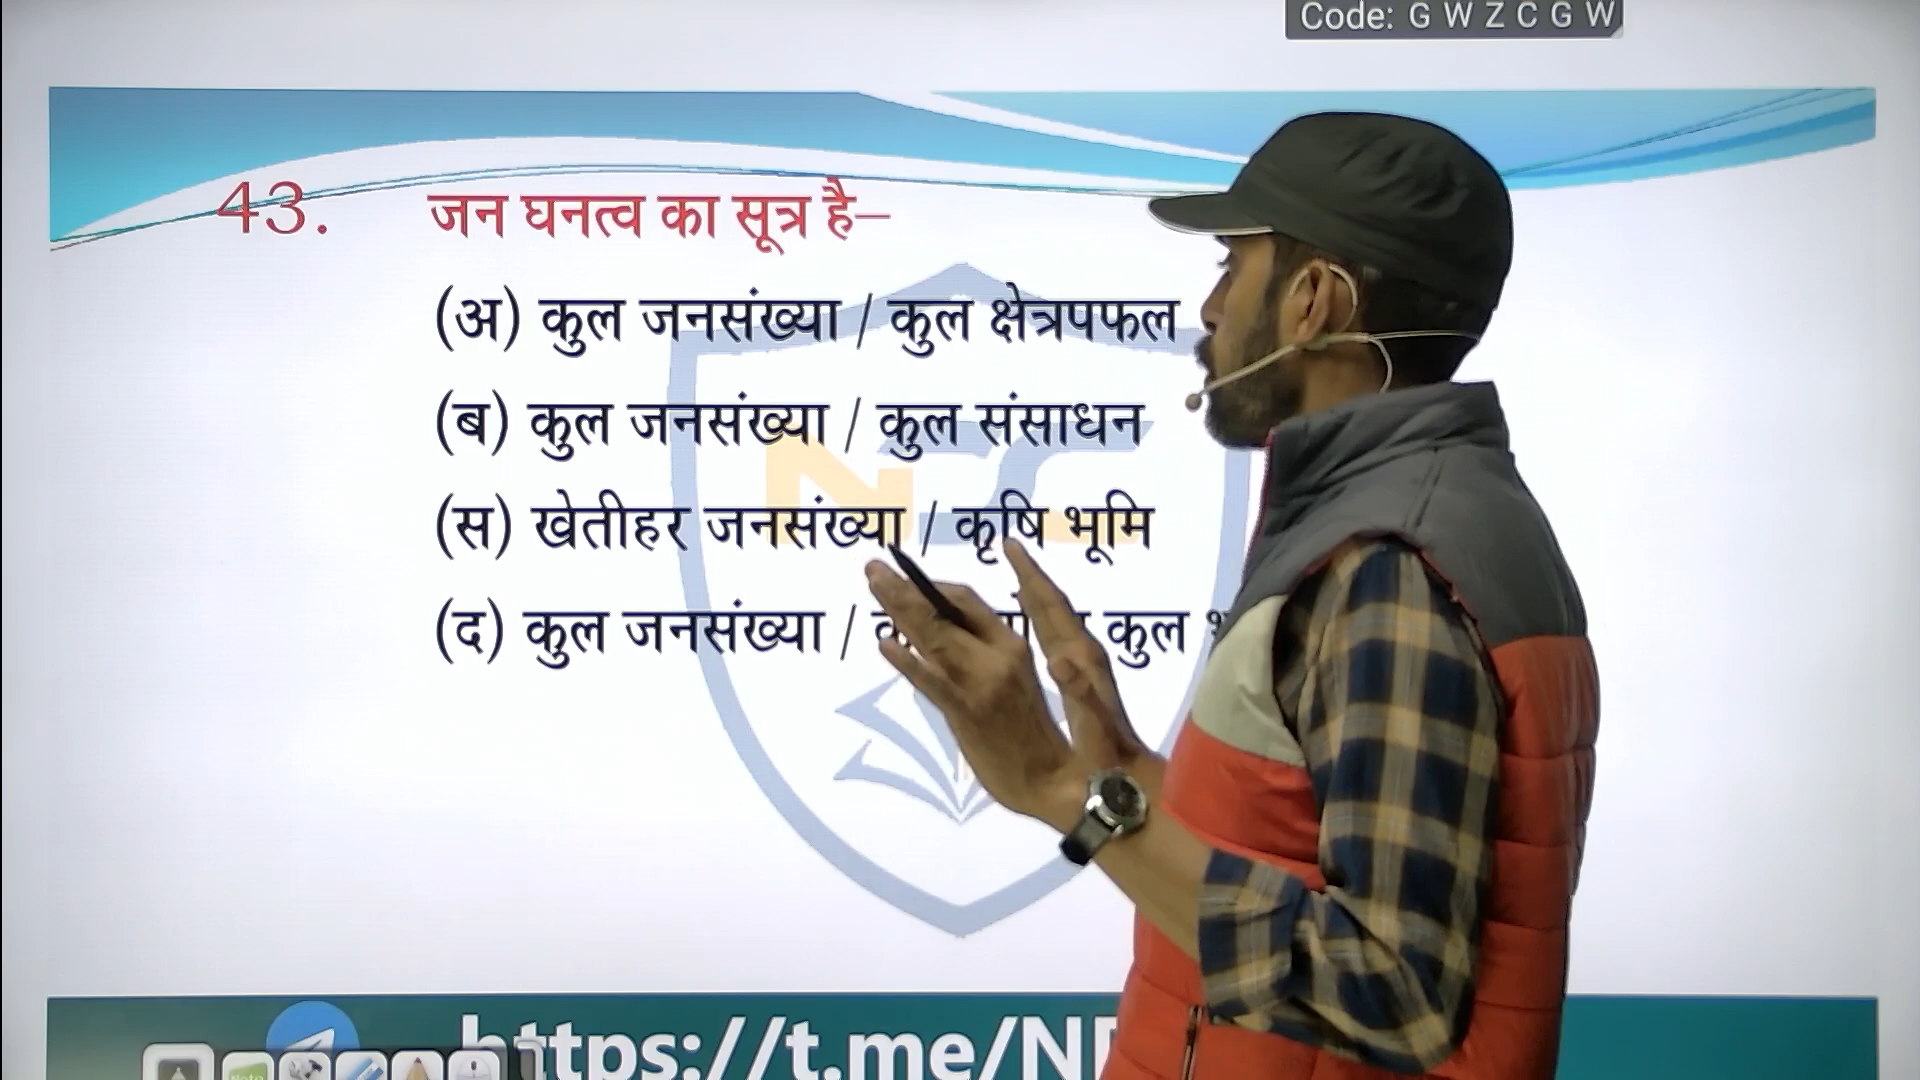 Code: G W Z C G W
43. जन घनत्व का सूत्र है–
(अ) कुल जनसंख्या / कुल क्षेत्रपफल
(ब) कुल जनसंख्या / कुल संसाधन
(स) खेतीहर जनसंख्या / कृषि भूमि
(द) कुल जनसंख्या / कुल
https://t.me/N